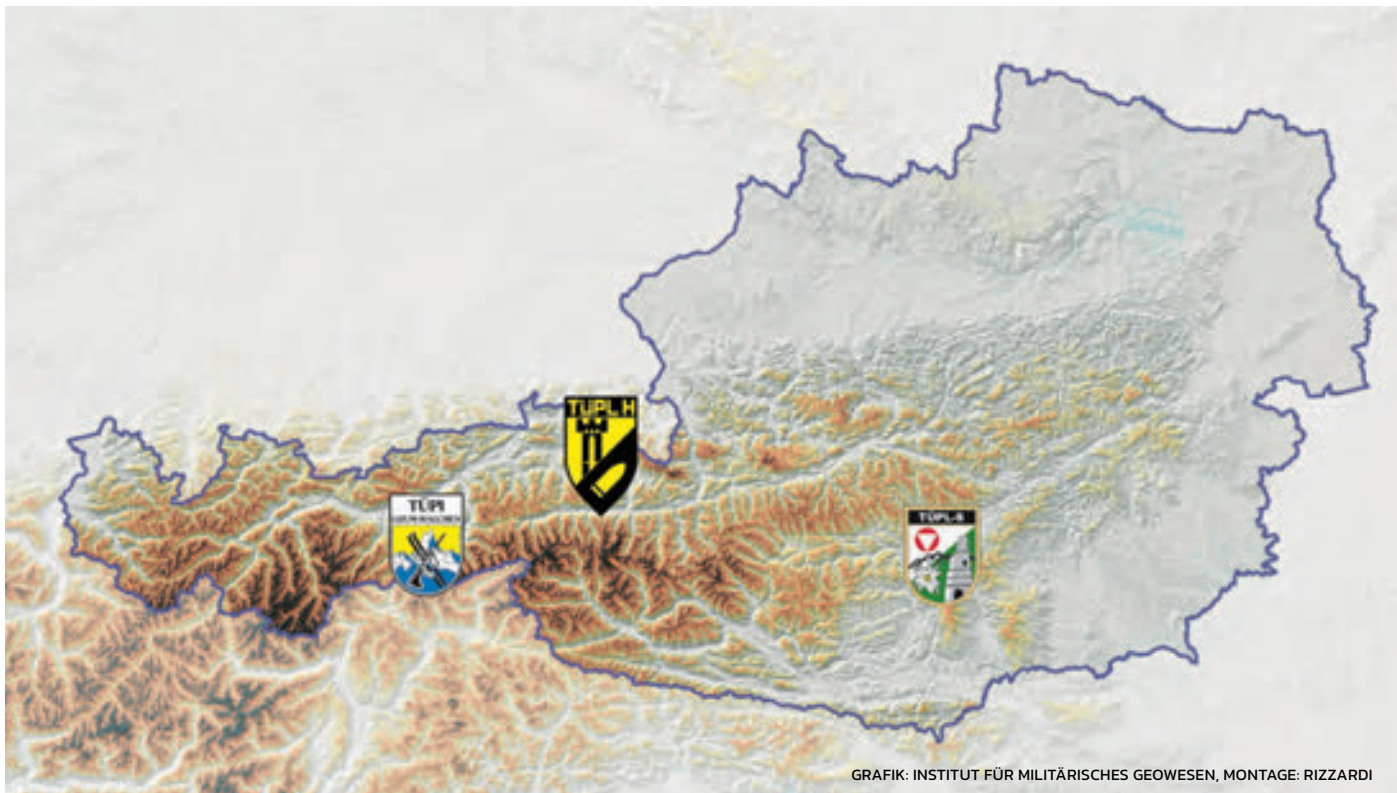 TÜPL H
TÜPl
TÜPL-S
GRAFIK: INSTITUT FÜR MILITÄRISCHES GEOWESEN, MONTAGE: RIZZARDI